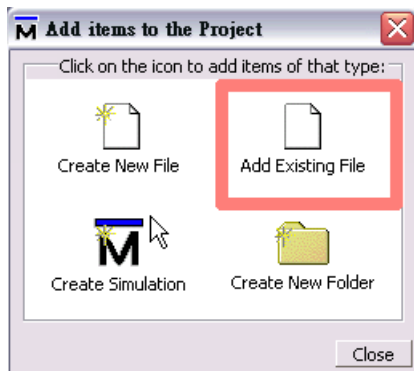 Add items to the Project
Click on the icon to add items of that type:
Create New File
Add Existing File
Create Simulation
Create New Folder
Close